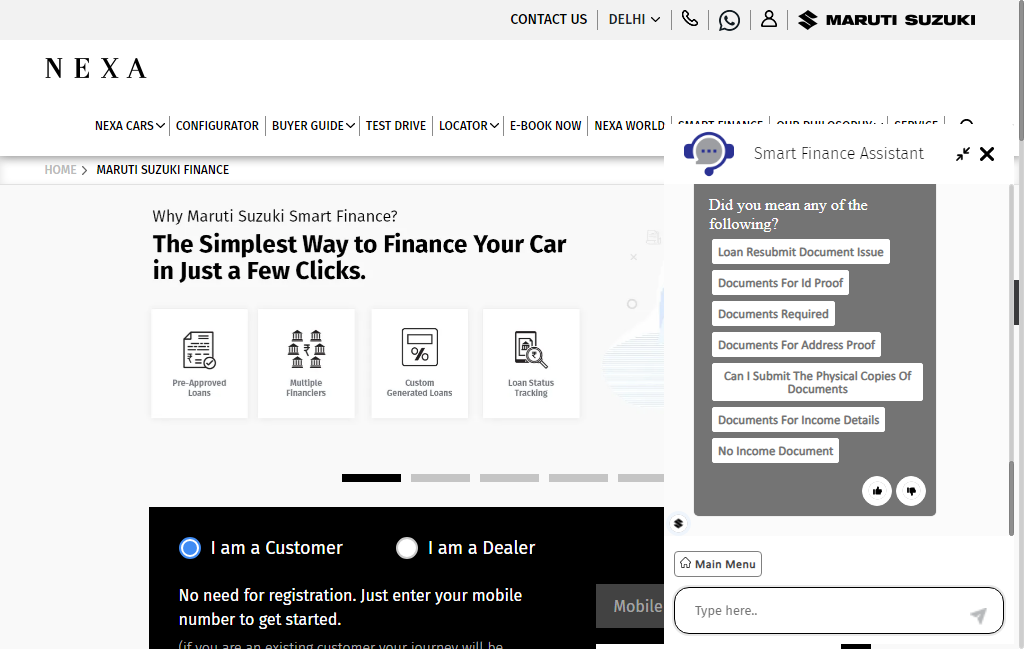 CONTACT US
DELHI
MARUTI SUZUKI
NEXA
NEXA CARS
CONFIGURATOR
BUYER GUIDE
TEST DRIVE
LOCATOR
E-BOOK NOW
NEXA WORLD
SMART FINANCE
OUR PHILOSOPHY
SERVICE
HOME
MARUTI SUZUKI FINANCE
Why Maruti Suzuki Smart Finance?
The Simplest Way to Finance Your Car
in Just a Few Clicks.
Pre-Approved
Loans
Multiple
Financiers
Custom
Generated Loans
Loan Status
Tracking
I am a Customer
I am a Dealer
No need for registration. Just enter your mobile
number to get started.
(if you are an existing customer your journey will be
Mobile
Smart Finance Assistant
Did you mean any of the
following?
Loan Resubmit Document Issue
Documents For Id Proof
Documents Required
Documents For Address Proof
Can I Submit The Physical Copies Of
Documents
Documents For Income Details
No Income Document
Main Menu
Type here..